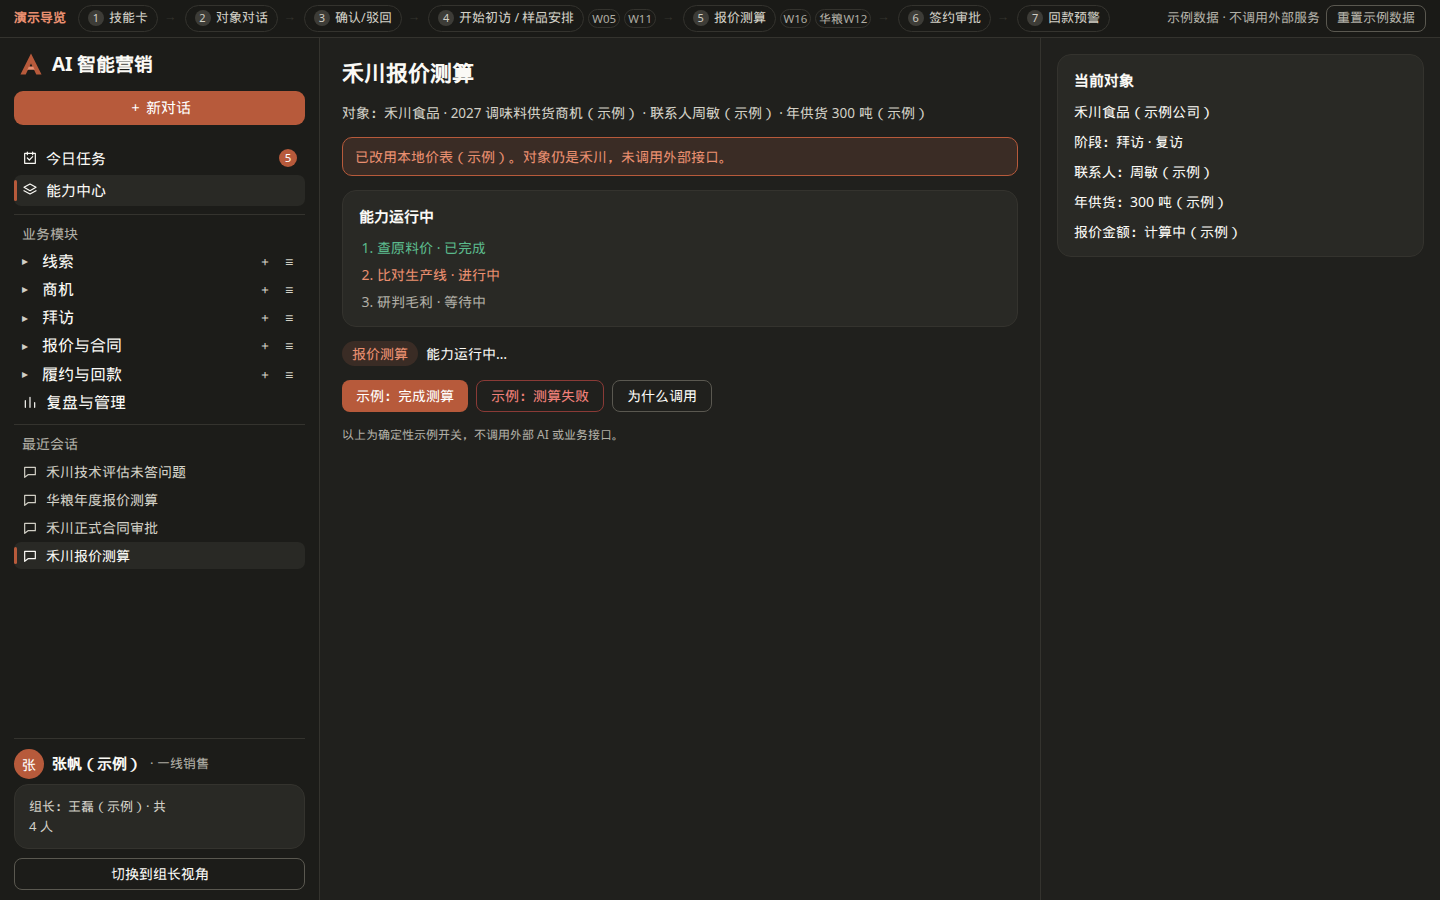 演示导览 1 技能卡 → 2 对象对话 → 3 确认/驳回 → 4 开始初访 / 样品安排 W05 W11 → 5 报价测算 W16 华粮W12 → 6 签约审批 → 7 回款预警 示例数据 · 不调用外部服务 重置示例数据
AI 智能营销
+ 新对话
今日任务 5
能力中心
业务模块
线索
商机
拜访
报价与合同
履约与回款
复盘与管理
最近会话
禾川技术评估未答问题
华粮年度报价测算
禾川正式合同审批
禾川报价测算
张 张帆（示例） · 一线销售
组长：王磊（示例）· 共
4 人
切换到组长视角
禾川报价测算
对象：禾川食品 · 2027 调味料供货商机（示例）· 联系人周敏（示例）· 年供货 300 吨（示例）
已改用本地价表（示例）。对象仍是禾川，未调用外部接口。
能力运行中
1. 查原料价 · 已完成
2. 比对生产线 · 进行中
3. 研判毛利 · 等待中
报价测算 能力运行中...
示例：完成测算 示例：测算失败 为什么调用
以上为确定性示例开关，不调用外部 AI 或业务接口。
当前对象
禾川食品（示例公司）
阶段：拜访 · 复访
联系人：周敏（示例）
年供货：300 吨（示例）
报价金额：计算中（示例）